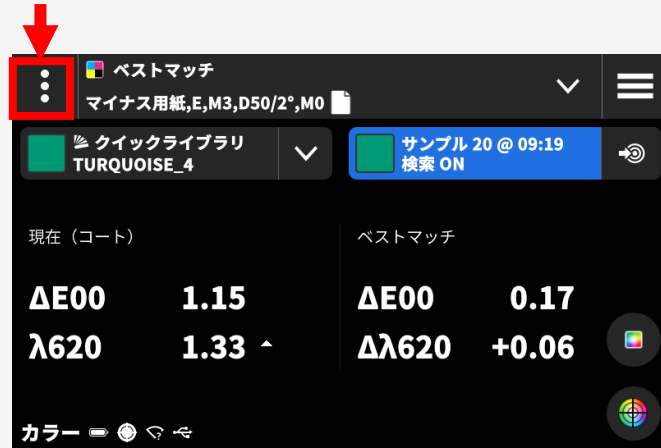 ベストマッチ
マイナス用紙,E,M3,D50/2°,M0
クイックライブラリ
TURQUOISE_4
サンプル 20 @ 09:19
検索 ON
現在（コート）
ベストマッチ
ΔE00 1.15
ΔE00 0.17
λ620 1.33
Δλ620 +0.06
カラー